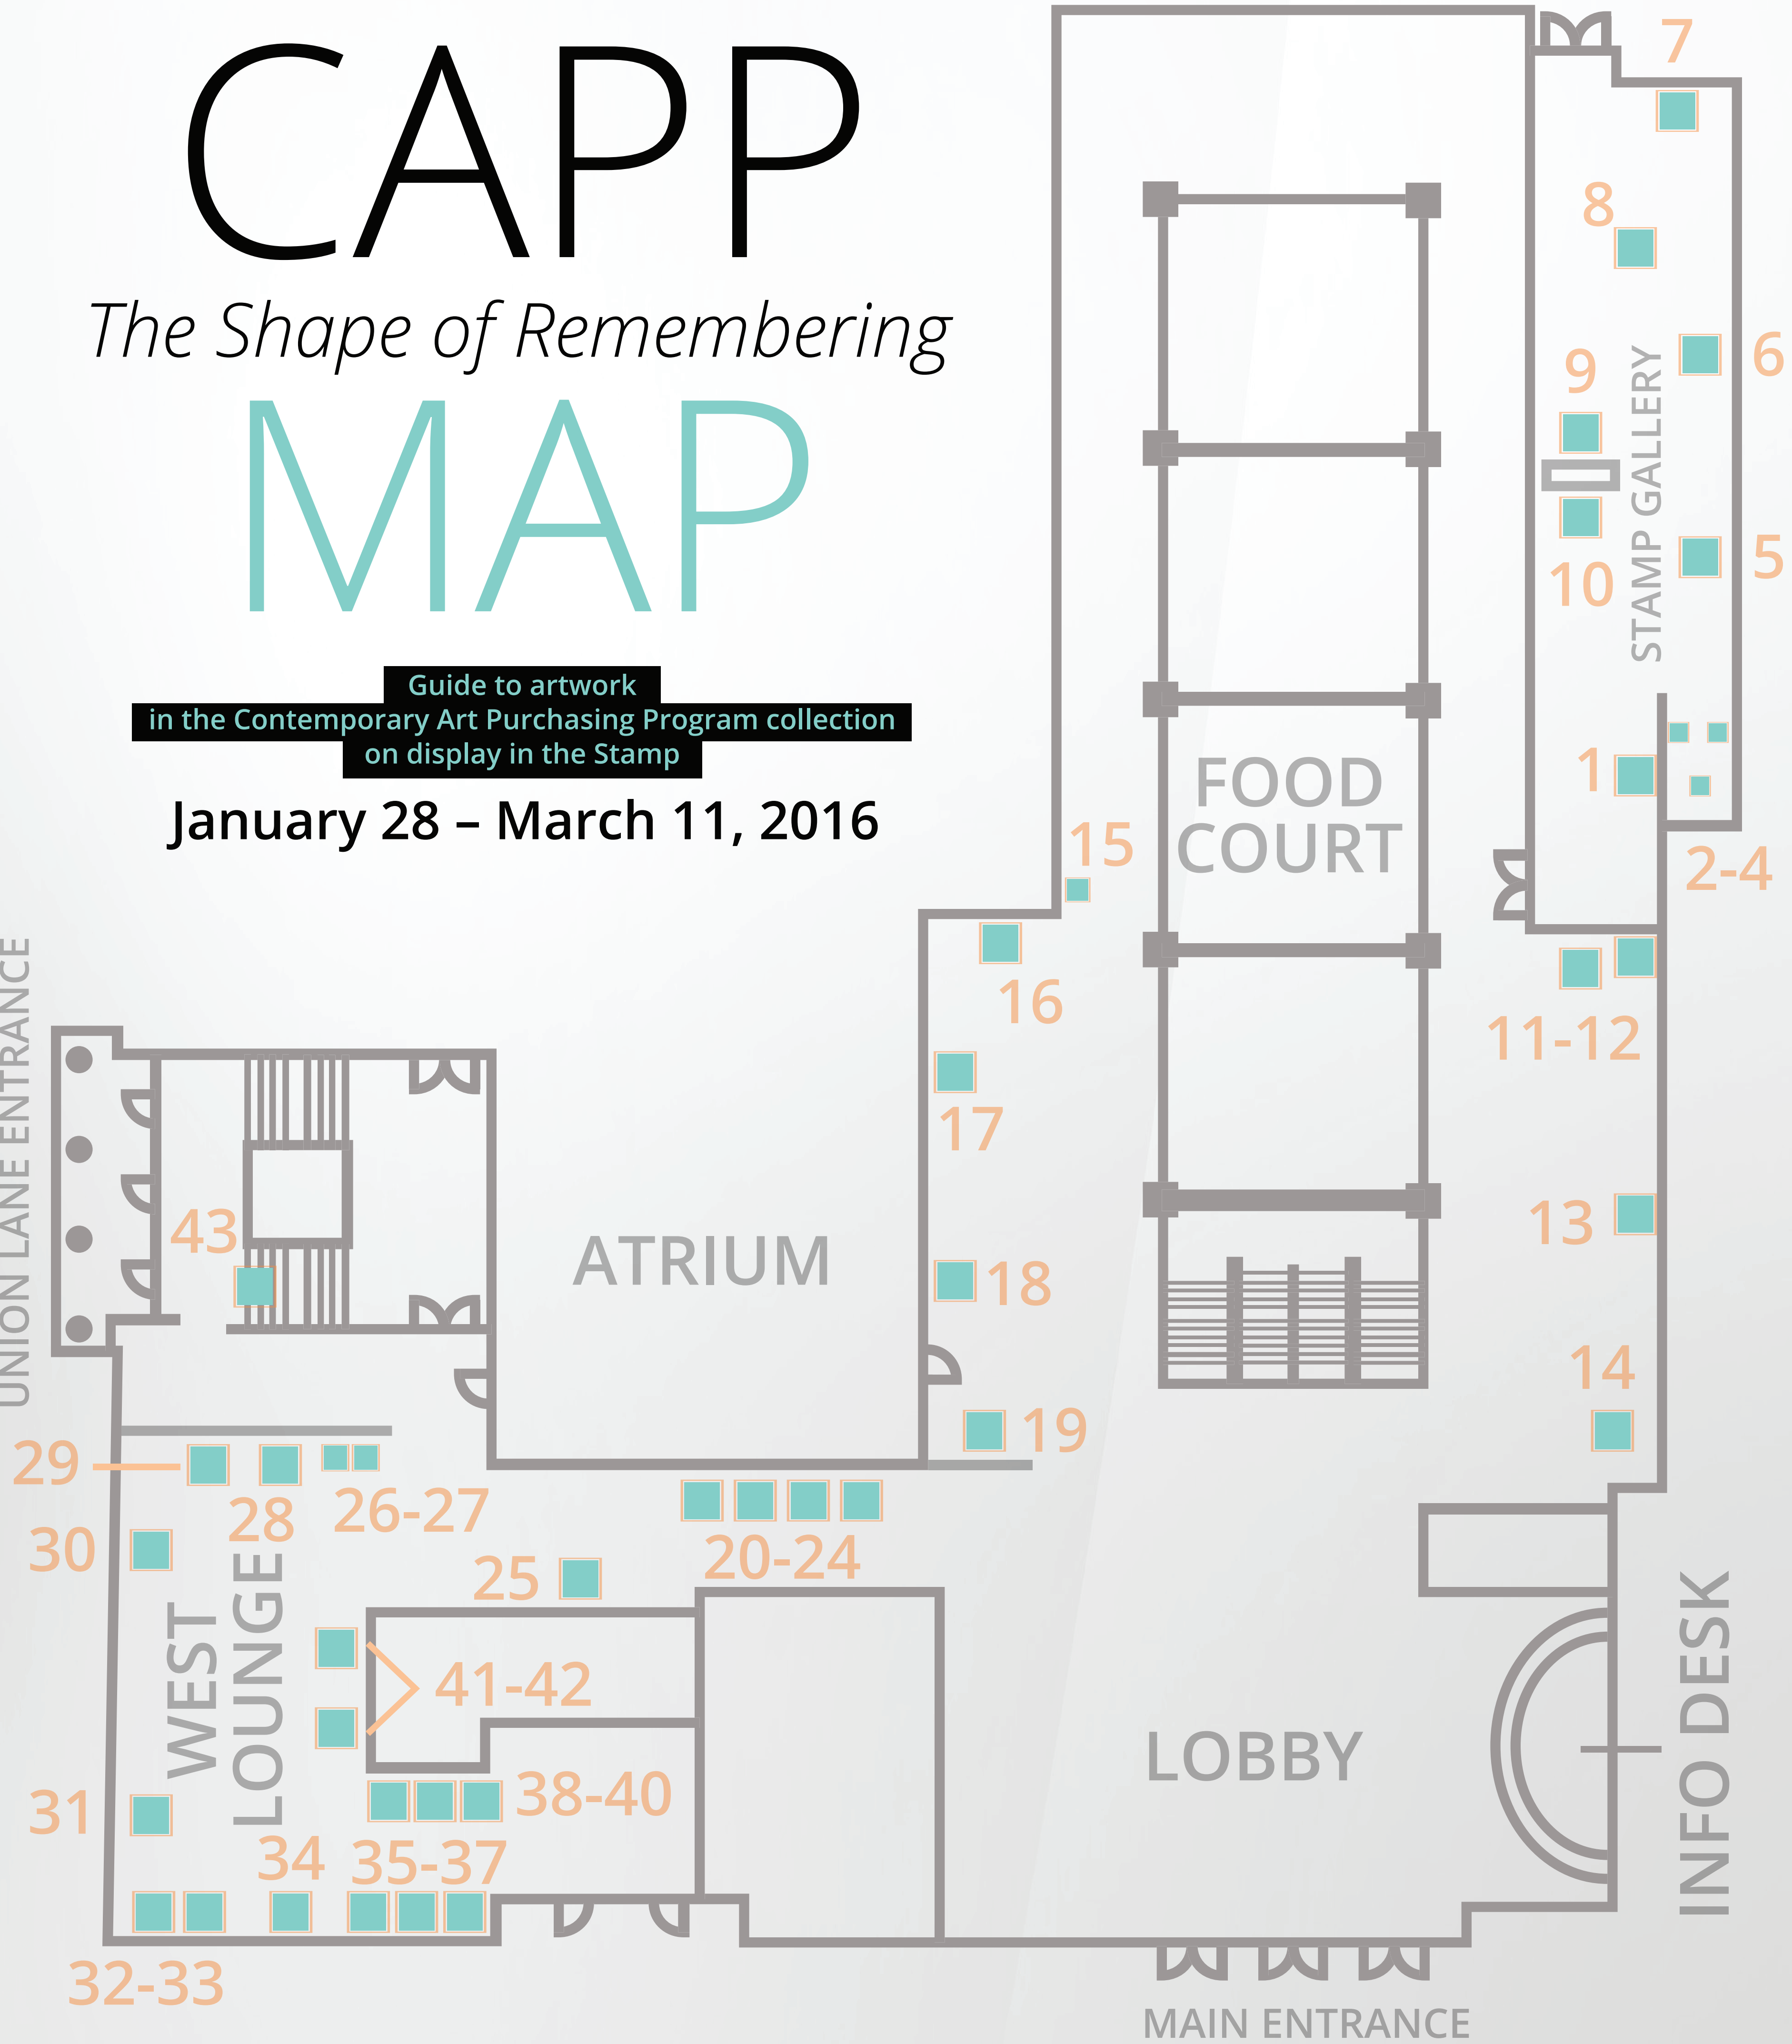 CAPP
The Shape of Remembering
MAP
Guide to artwork
in the Contemporary Art Purchasing Program collection
on display in the Stamp
January 28 – March 11, 2016
7
8
6
9
STAMP GALLERY
5
10
1
FOOD
COURT
15
2-4
16
11-12
17
UNION LANE ENTRANCE
43
ATRIUM
18
13
14
19
29
28
26-27
30
25
20-24
WEST
LOUNGE
41-42
INFO DESK
LOBBY
38-40
31
34
35-37
32-33
MAIN ENTRANCE